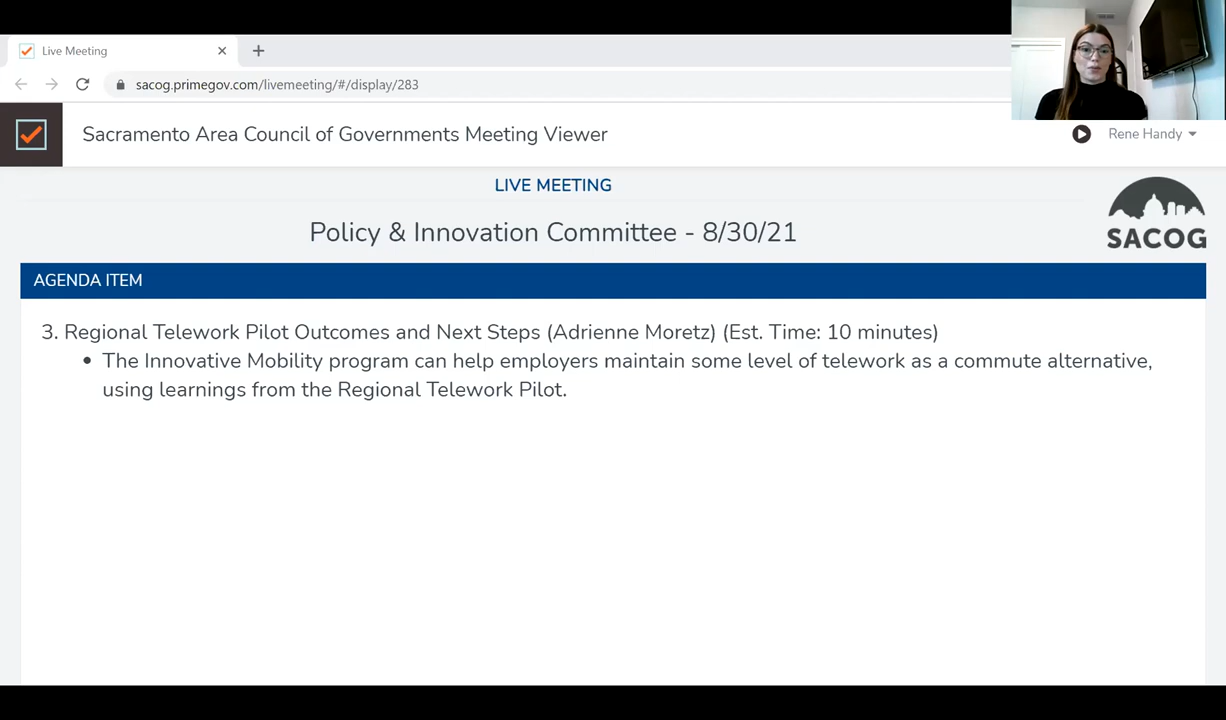 Live Meeting
sacog.primegov.com/livemeeting/#/display/283
Sacramento Area Council of Governments Meeting Viewer
Rene Handy
LIVE MEETING
Policy & Innovation Committee - 8/30/21
SACOG
AGENDA ITEM
3. Regional Telework Pilot Outcomes and Next Steps (Adrienne Moretz) (Est. Time: 10 minutes)
• The Innovative Mobility program can help employers maintain some level of telework as a commute alternative,
using learnings from the Regional Telework Pilot.